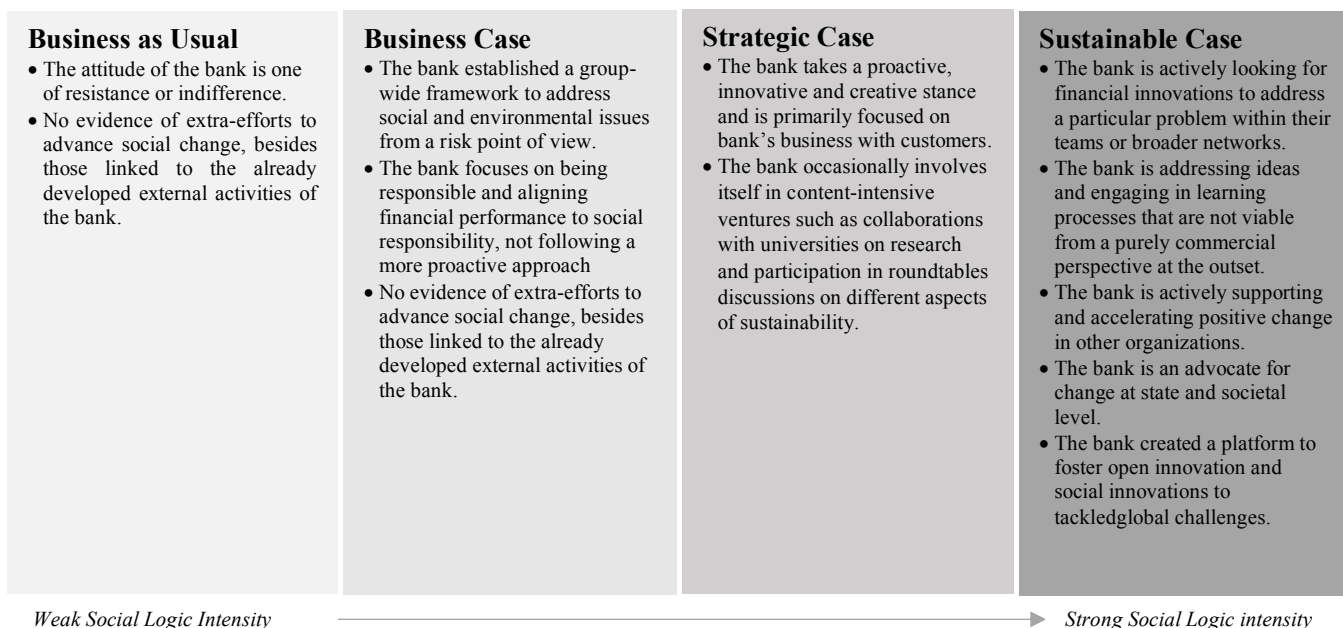 Business as Usual
• The attitude of the bank is one
of resistance or indifference.
• No evidence of extra-efforts to
advance social change, besides
those linked to the already
developed external activities of
the bank.
Business Case
• The bank established a group-
wide framework to address
social and environmental issues
from a risk point of view.
• The bank focuses on being
responsible and aligning
financial performance to social
responsibility, not following a
more proactive approach
• No evidence of extra-efforts to
advance social change, besides
those linked to the already
developed external activities of
the bank.
Strategic Case
• The bank takes a proactive,
innovative and creative stance
and is primarily focused on
bank's business with customers.
• The bank occasionally involves
itself in content-intensive
ventures such as collaborations
with universities on research
and participation in roundtables
discussions on different aspects
of sustainability.
Sustainable Case
• The bank is actively looking for
financial innovations to address
a particular problem within their
teams or broader networks.
• The bank is addressing ideas
and engaging in learning
processes that are not viable
from a purely commercial
perspective at the outset.
• The bank is actively supporting
and accelerating positive change
in other organizations.
• The bank is an advocate for
change at state and societal
level.
• The bank created a platform to
foster open innovation and
social innovations to
tackledglobal challenges.
Weak Social Logic Intensity
Strong Social Logic intensity